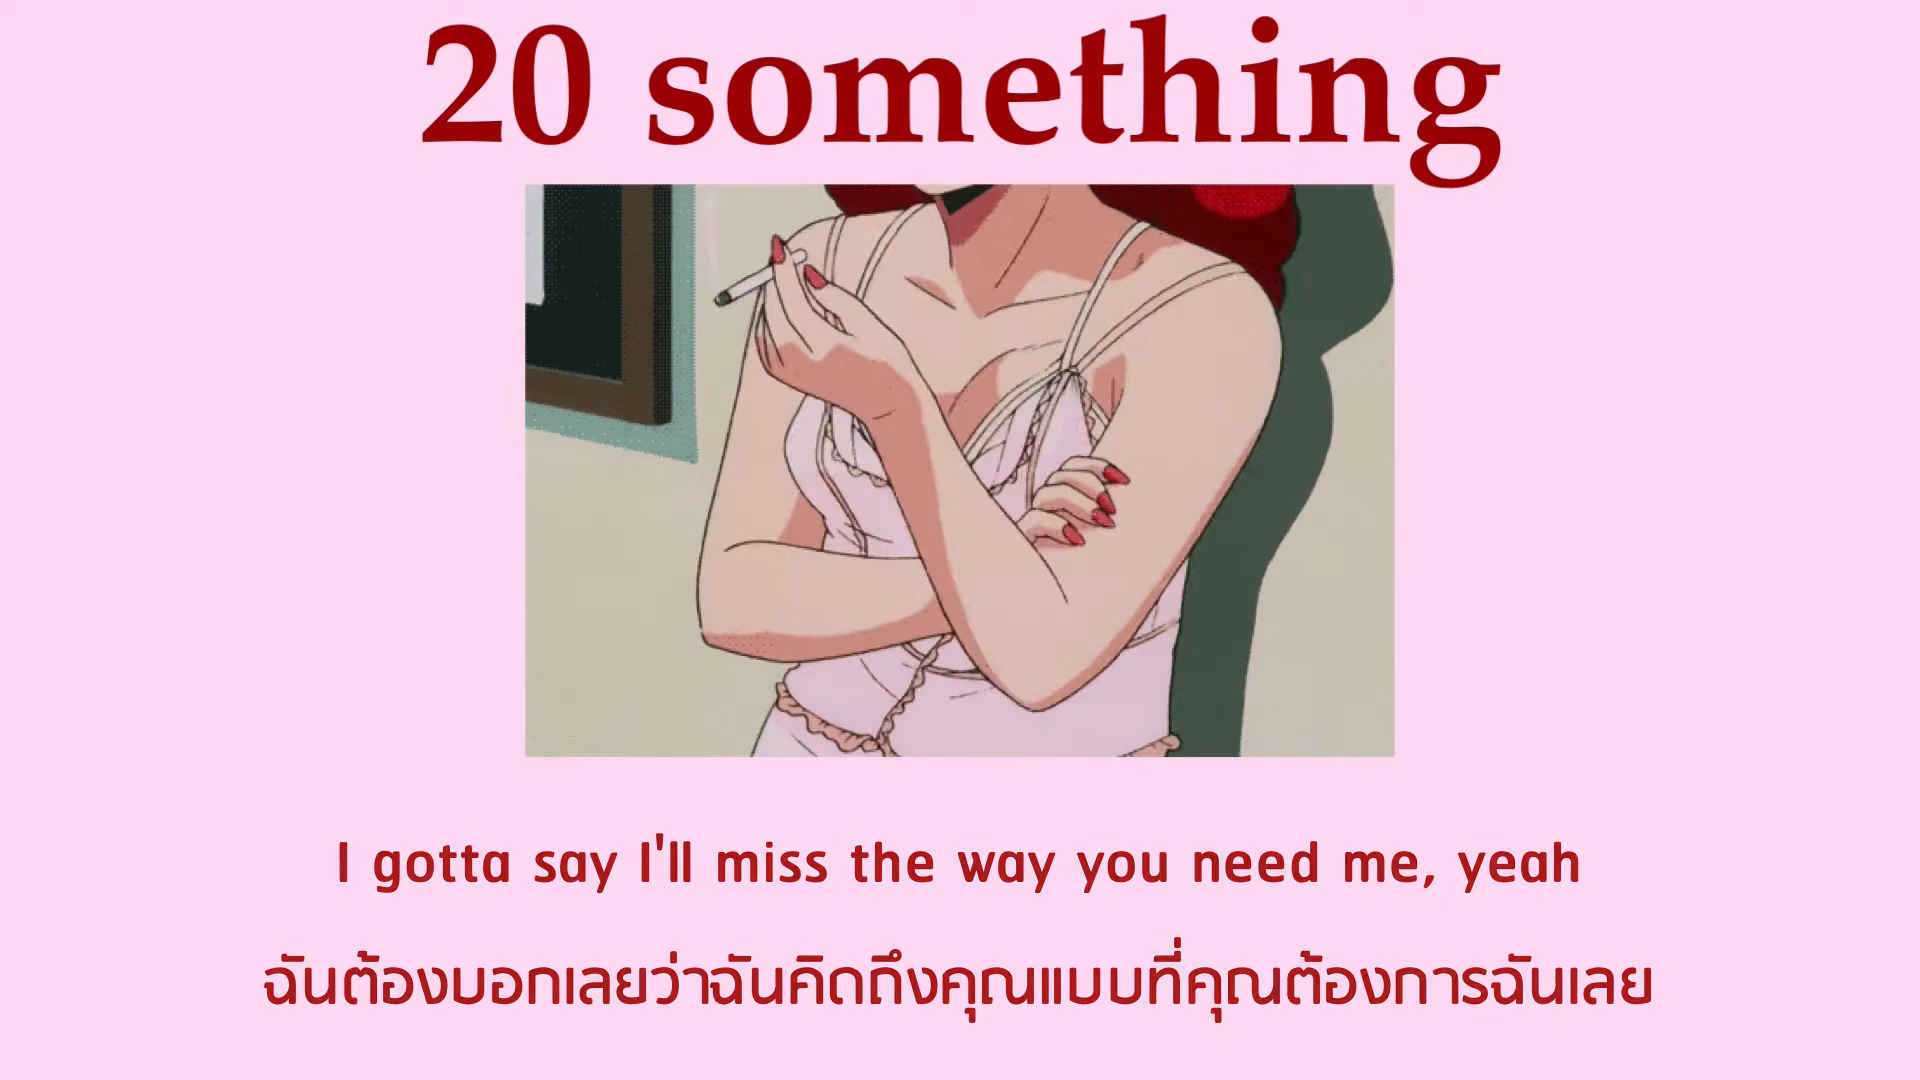 20 something
I gotta say I'll miss the way you need me, yeah
ฉันต้องบอกเลยว่าฉันคิดถึงคุณแบบที่คุณต้องการฉันเลย